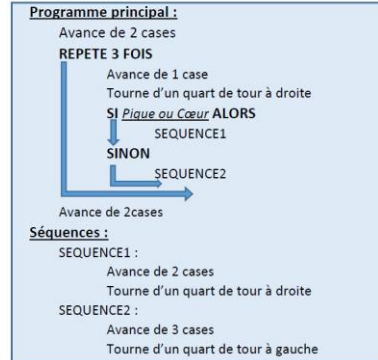 Programme principal :
Avance de 2 cases
REPETE 3 FOIS
Avance de 1 case
Tourne d’un quart de tour à droite
SI Pique ou Cœur ALORS
SEQUENCE1
SINON
SEQUENCE2
Avance de 2cases
Séquences :
SEQUENCE1 :
Avance de 2 cases
Tourne d’un quart de tour à droite
SEQUENCE2 :
Avance de 3 cases
Tourne d’un quart de tour à gauche